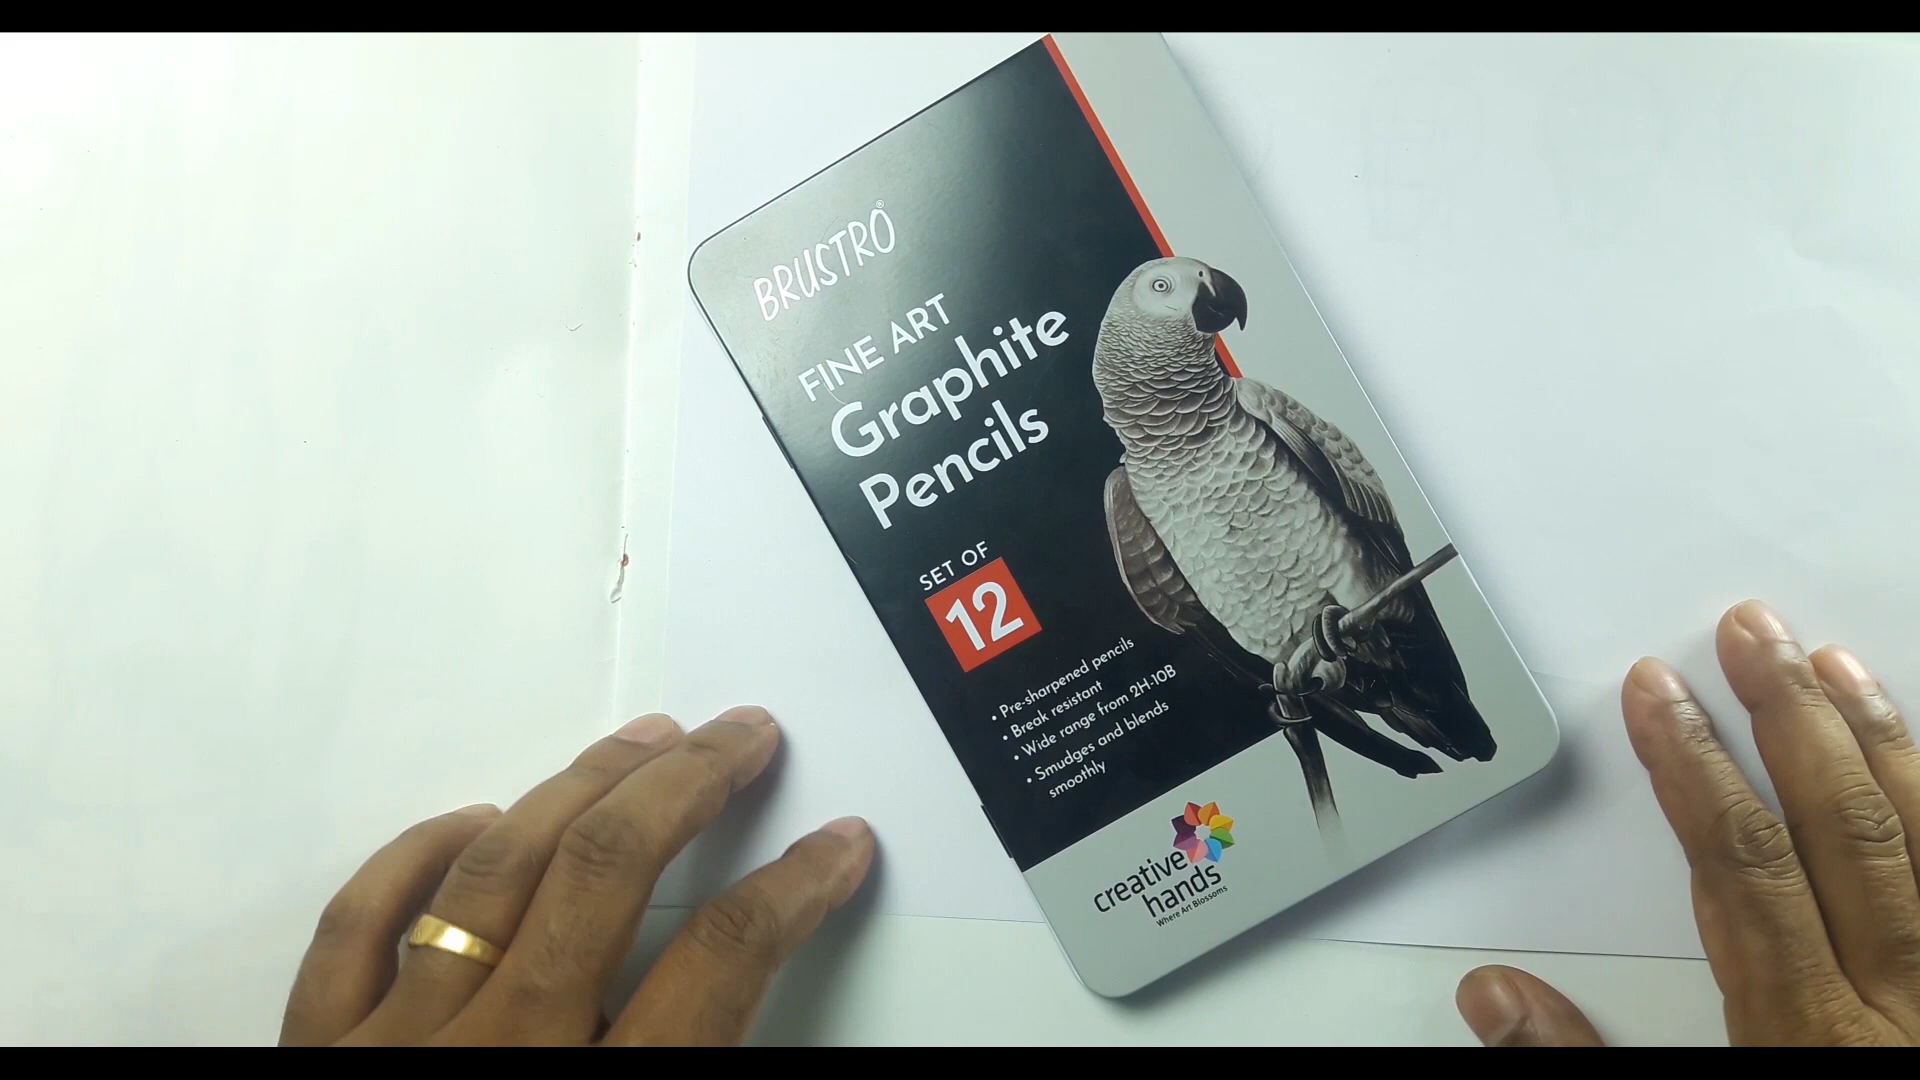 BRUSTRO®
FINE ART
Graphite
Pencils
SET OF
12
• Pre-sharpened pencils
• Break resistant
• Wide range from 2H-10B
• Smudges and blends
smoothly
creative
hands
Where Art Blossoms